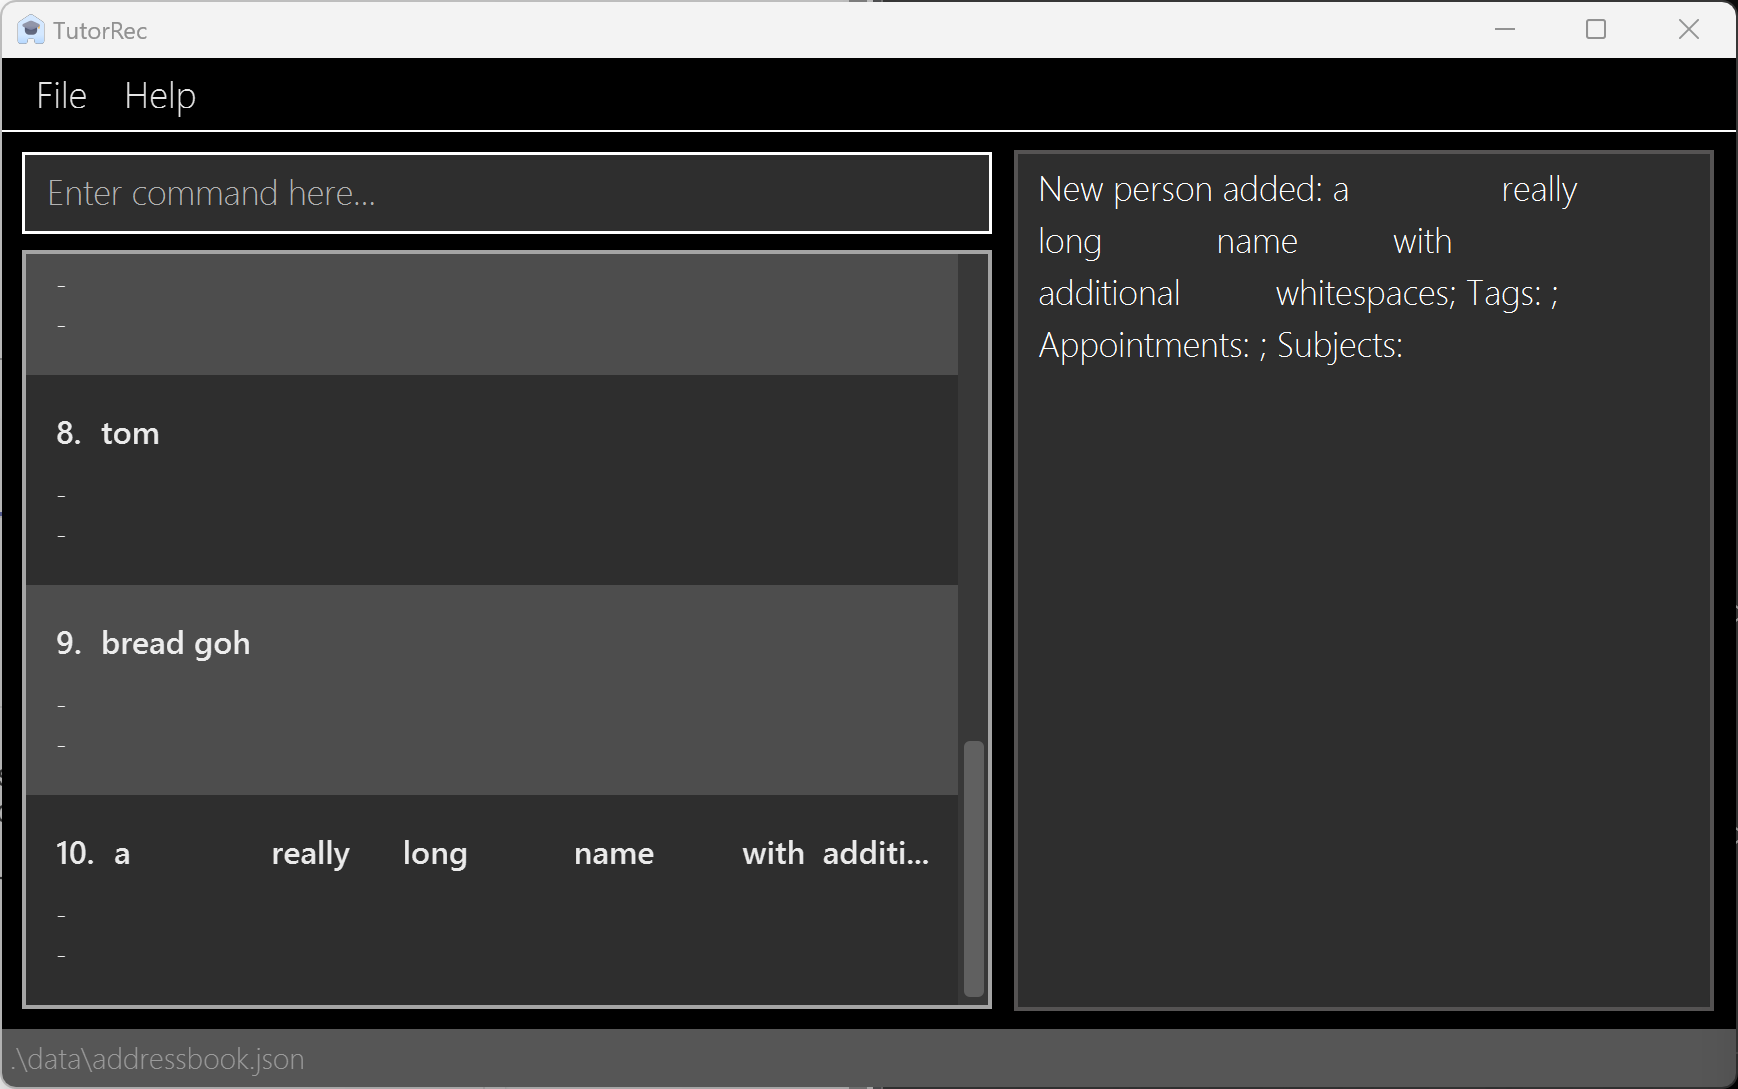 TutorRec
File Help
Enter command here...
-
-
8. tom
-
-
9. bread goh
-
-
10. a really long name with additi...
-
-
New person added: a really
long name with
additional whitespaces; Tags: ;
Appointments: ; Subjects:
.\data\addressbook.json